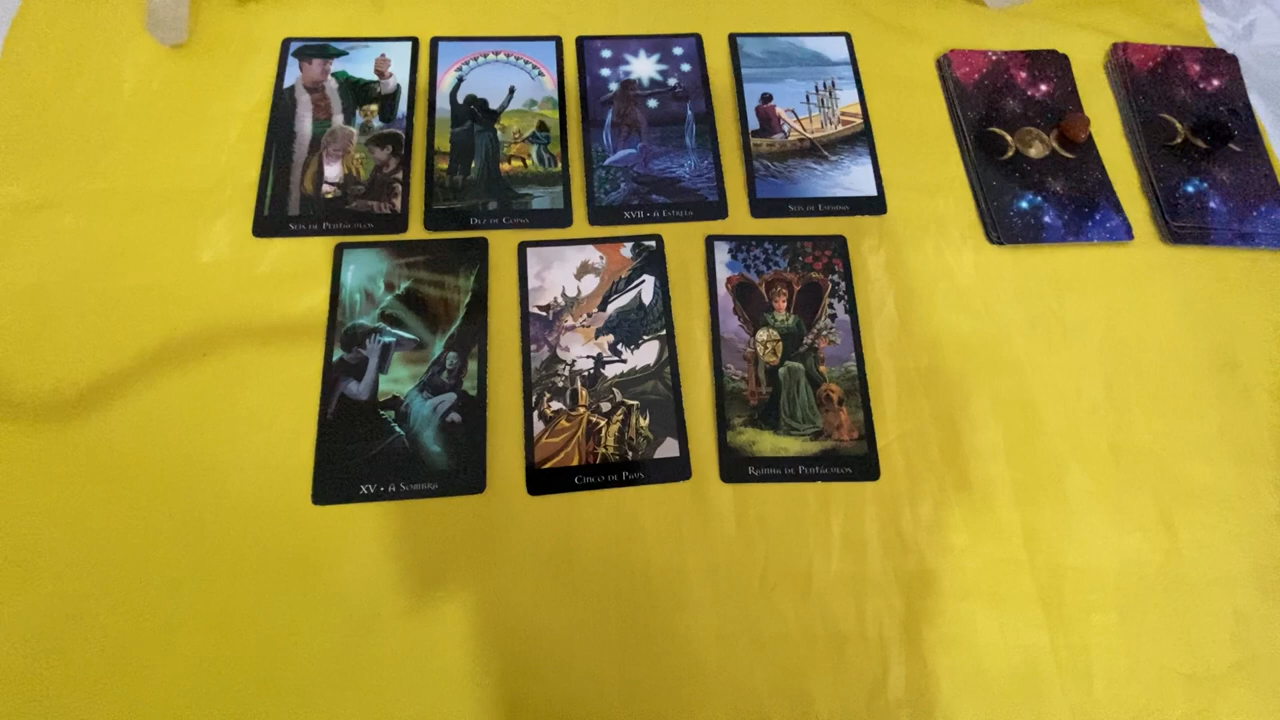 Seis de Pentáculos
Dez de Copas
XVII • A Estrela
Seis de Espadas
XV • A Sombra
Cinco de Paus
Rainha de Pentáculos